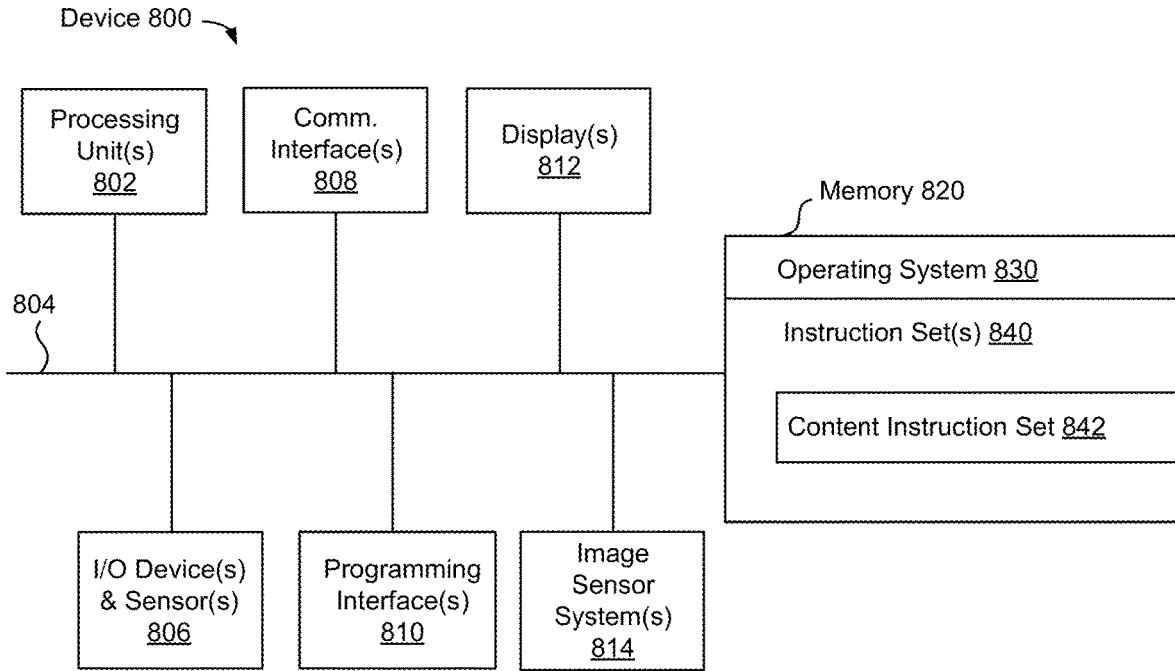 Device 800
Processing
Unit(s)
802
Comm.
Interface(s)
808
Display(s)
812
Memory 820
Operating System 830
804
Instruction Set(s) 840
Content Instruction Set 842
I/O Device(s)
& Sensor(s)
806
Programming
Interface(s)
810
Image
Sensor
System(s)
814